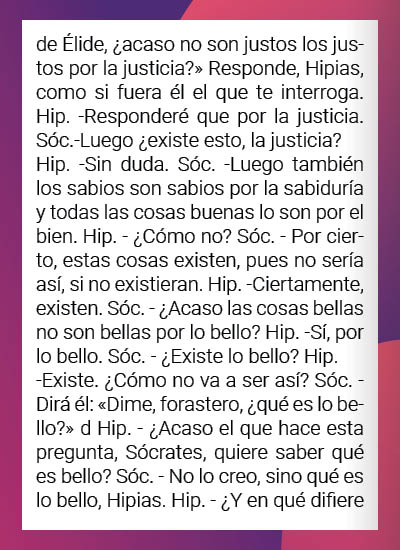 de Élide, ¿acaso no son justos los jus-
tos por la justicia?» Responde, Hipias,
como si fuera él el que te interroga.
Hip. -Responderé que por la justicia.
Sóc.-Luego ¿existe esto, la justicia?
Hip. -Sin duda. Sóc. -Luego también
los sabios son sabios por la sabiduría
y todas las cosas buenas lo son por el
bien. Hip. - ¿Cómo no? Sóc. - Por cier-
to, estas cosas existen, pues no sería
así, si no existieran. Hip. -Ciertamente,
existen. Sóc. - ¿Acaso las cosas bellas
no son bellas por lo bello? Hip. -Sí, por
lo bello. Sóc. - ¿Existe lo bello? Hip.
-Existe. ¿Cómo no va a ser así? Sóc. -
Dirá él: «Dime, forastero, ¿qué es lo be-
llo?» d Hip. - ¿Acaso el que hace esta
pregunta, Sócrates, quiere saber qué
es bello? Sóc. - No lo creo, sino qué es
lo bello, Hipias. Hip. - ¿Y en qué difiere